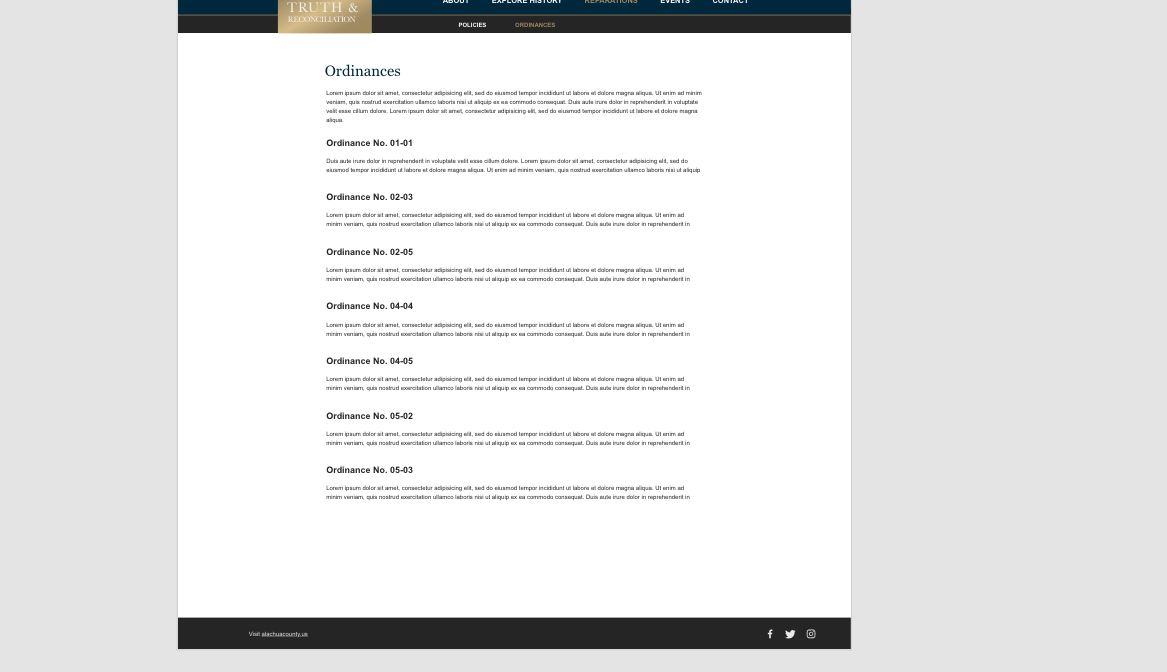 TRUTH &
RECONCILIATION
ABOUT EXPLORE HISTORY REPARATIONS EVENTS CONTACT
POLICIES ORDINANCES
Ordinances
Lorem ipsum dolor sit amet, consectetur adipisicing elit, sed do eiusmod tempor incididunt ut labore et dolore magna aliqua. Ut enim ad minim
veniam, quis nostrud exercitation ullamco laboris nisi ut aliquip ex ea commodo consequat. Duis aute irure dolor in reprehenderit in voluptate
velit esse cillum dolore. Lorem ipsum dolor sit amet, consectetur adipisicing elit, sed do eiusmod tempor incididunt ut labore et dolore magna
aliqua.
Ordinance No. 01-01
Duis aute irure dolor in reprehenderit in voluptate velit esse cillum dolore. Lorem ipsum dolor sit amet, consectetur adipisicing elit, sed do
eiusmod tempor incididunt ut labore et dolore magna aliqua. Ut enim ad minim veniam, quis nostrud exercitation ullamco laboris nisi ut aliquip
Ordinance No. 02-03
Lorem ipsum dolor sit amet, consectetur adipisicing elit, sed do eiusmod tempor incididunt ut labore et dolore magna aliqua. Ut enim ad
minim veniam, quis nostrud exercitation ullamco laboris nisi ut aliquip ex ea commodo consequat. Duis aute irure dolor in reprehenderit in
Ordinance No. 02-05
Lorem ipsum dolor sit amet, consectetur adipisicing elit, sed do eiusmod tempor incididunt ut labore et dolore magna aliqua. Ut enim ad
minim veniam, quis nostrud exercitation ullamco laboris nisi ut aliquip ex ea commodo consequat. Duis aute irure dolor in reprehenderit in
Ordinance No. 04-04
Lorem ipsum dolor sit amet, consectetur adipisicing elit, sed do eiusmod tempor incididunt ut labore et dolore magna aliqua. Ut enim ad
minim veniam, quis nostrud exercitation ullamco laboris nisi ut aliquip ex ea commodo consequat. Duis aute irure dolor in reprehenderit in
Ordinance No. 04-05
Lorem ipsum dolor sit amet, consectetur adipisicing elit, sed do eiusmod tempor incididunt ut labore et dolore magna aliqua. Ut enim ad
minim veniam, quis nostrud exercitation ullamco laboris nisi ut aliquip ex ea commodo consequat. Duis aute irure dolor in reprehenderit in
Ordinance No. 05-02
Lorem ipsum dolor sit amet, consectetur adipisicing elit, sed do eiusmod tempor incididunt ut labore et dolore magna aliqua. Ut enim ad
minim veniam, quis nostrud exercitation ullamco laboris nisi ut aliquip ex ea commodo consequat. Duis aute irure dolor in reprehenderit in
Ordinance No. 05-03
Lorem ipsum dolor sit amet, consectetur adipisicing elit, sed do eiusmod tempor incididunt ut labore et dolore magna aliqua. Ut enim ad
minim veniam, quis nostrud exercitation ullamco laboris nisi ut aliquip ex ea commodo consequat. Duis aute irure dolor in reprehenderit in
Visit alachuacounty.us